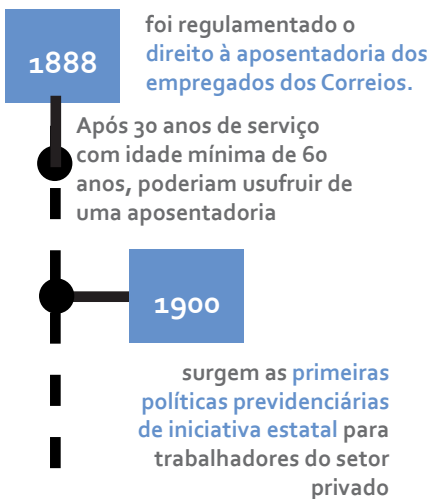 1888
foi regulamentado o
direito à aposentadoria dos
empregados dos Correios.
Após 30 anos de serviço
com idade mínima de 60
anos, poderiam usufruir de
uma aposentadoria
1900
surgem as primeiras
políticas previdenciárias
de iniciativa estatal para
trabalhadores do setor
privado